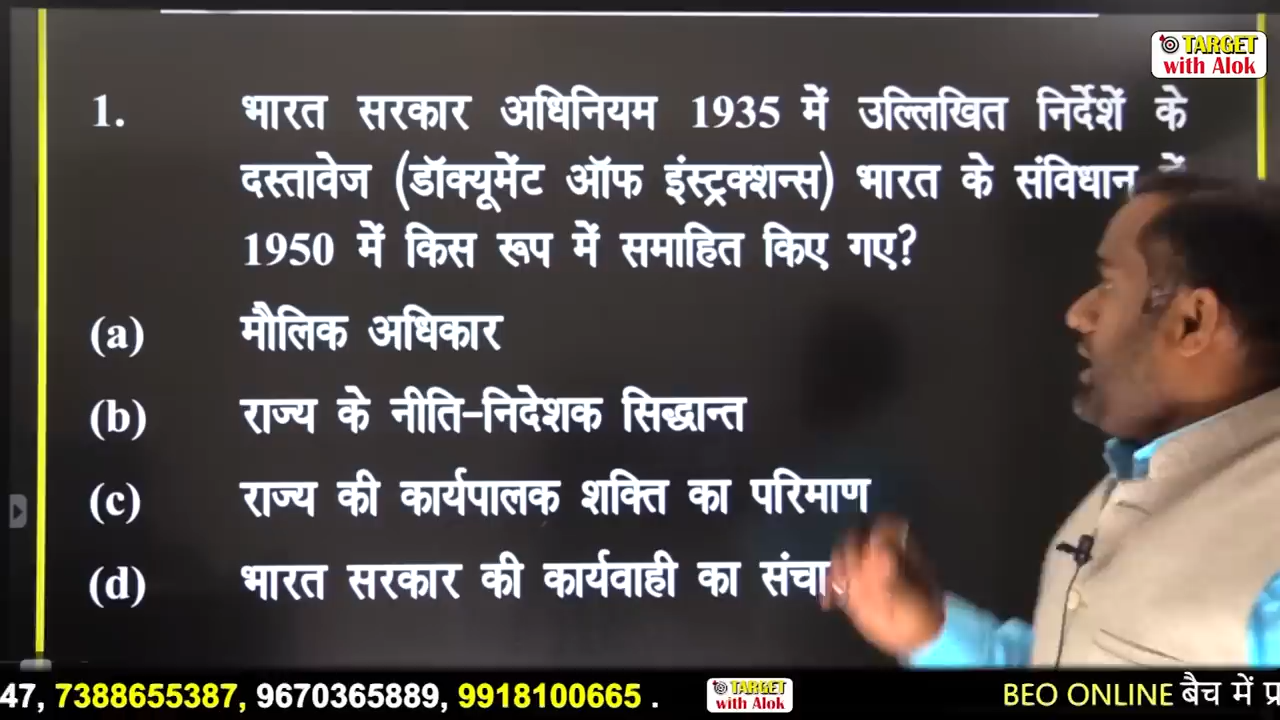 TARGET
with Alok
1. भारत सरकार अधिनियम 1935 में उल्लिखित निर्देशें के
दस्तावेज (डॉक्यूमेंट ऑफ इंस्ट्रक्शन्स) भारत के संविधान
1950 में किस रूप में समाहित किए गए?
(a) मौलिक अधिकार
(b) राज्य के नीति-निदेशक सिद्धान्त
(c) राज्य की कार्यपालक शक्ति का परिमाण
(d) भारत सरकार की कार्यवाही का
47, 7388655387, 9670365889, 9918100665 . TARGET with Alok BEO ONLINE बैच में